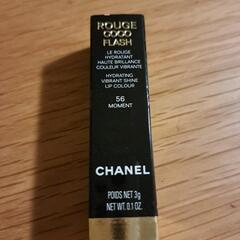 ROUGE
COCO
FLASH
LE ROUGE
HYDRATANT
HAUTE BRILLANCE
COULEUR VIBRANTE
HYDRATING
VIBRANT SHINE
LIP COLOUR
56
MOMENT
CHANEL
POIDS NET 3g
NET WT. 0.1 OZ.